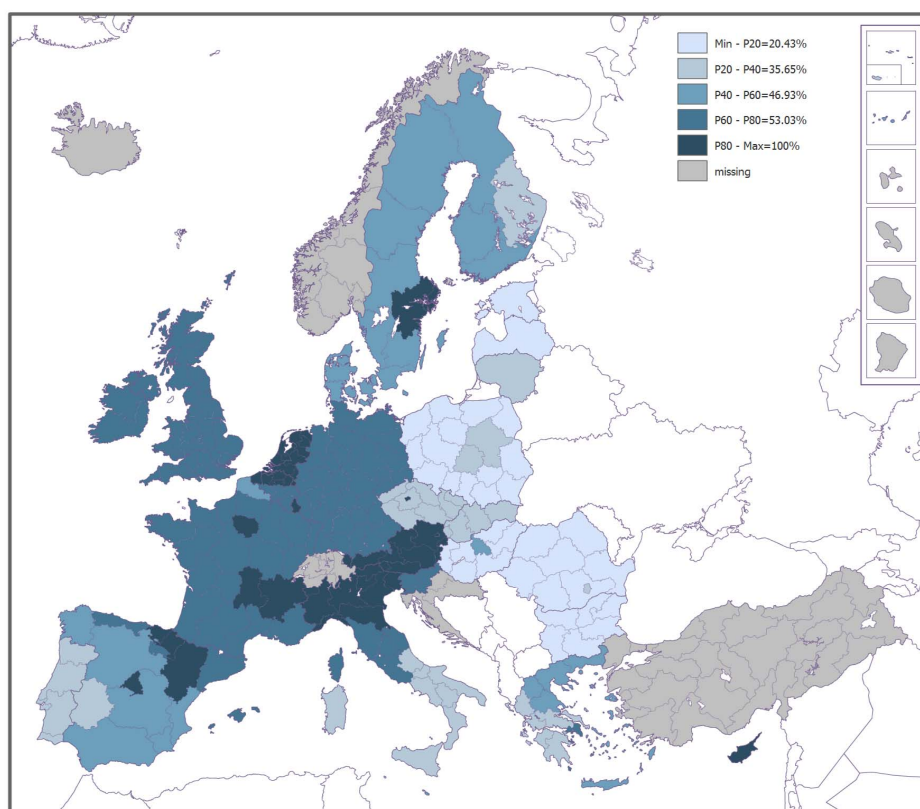 Min - P20=20.43%
P20 - P40=35.65%
P40 - P60=46.93%
P60 - P80=53.03%
P80 - Max=100%
missing